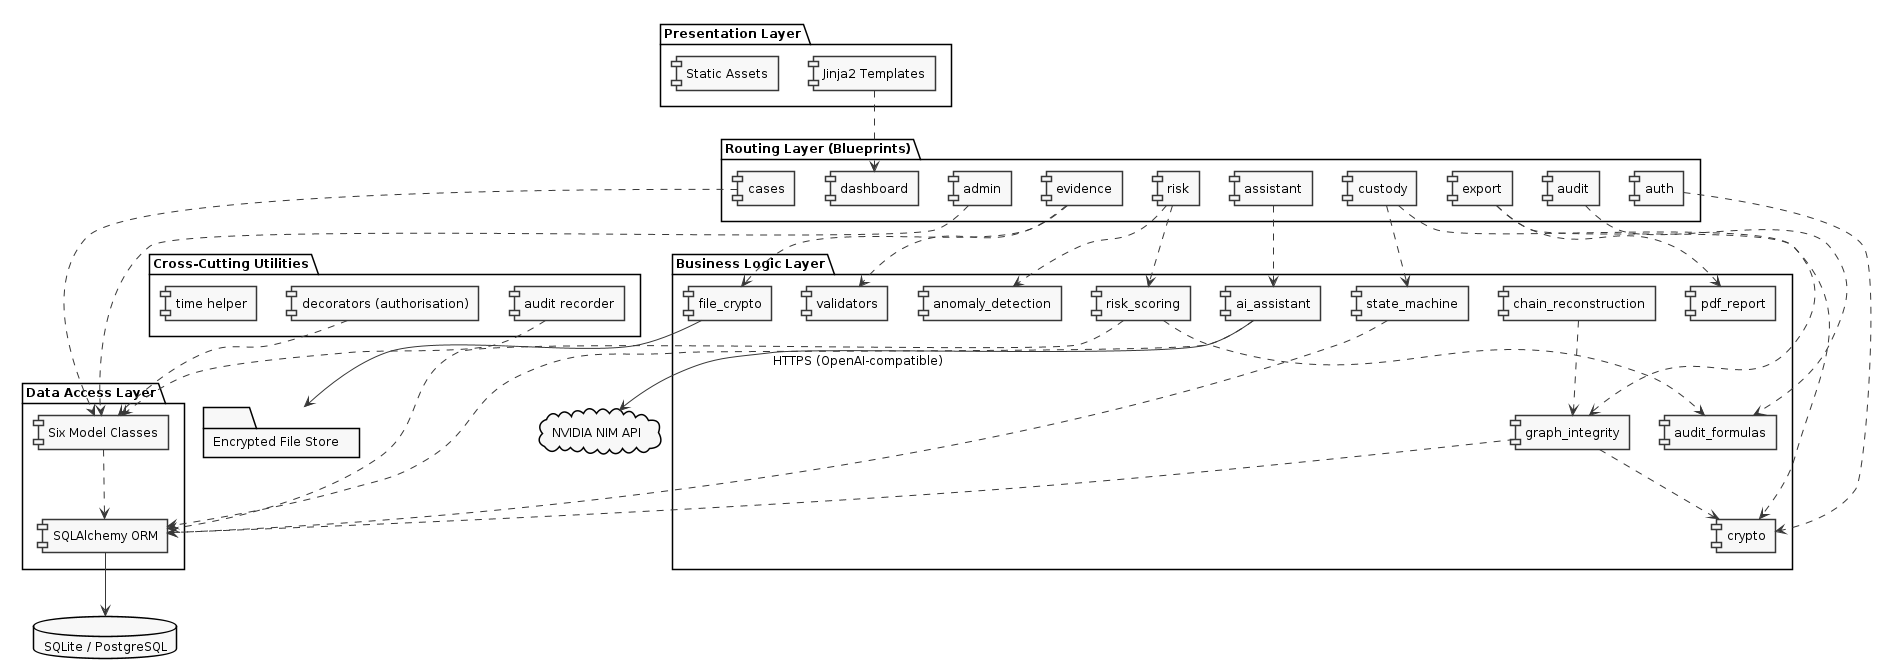 Presentation Layer
Static Assets
Jinja2 Templates
Routing Layer (Blueprints)
cases
dashboard
admin
evidence
risk
assistant
custody
export
audit
auth
Cross-Cutting Utilities
time helper
decorators (authorisation)
audit recorder
Business Logic Layer
file_crypto
validators
anomaly_detection
risk_scoring
ai_assistant
state_machine
chain_reconstruction
pdf_report
HTTPS (OpenAI-compatible)
Data Access Layer
Six Model Classes
Encrypted File Store
NVIDIA NIM API
graph_integrity
audit_formulas
SQLAlchemy ORM
crypto
SQLite / PostgreSQL